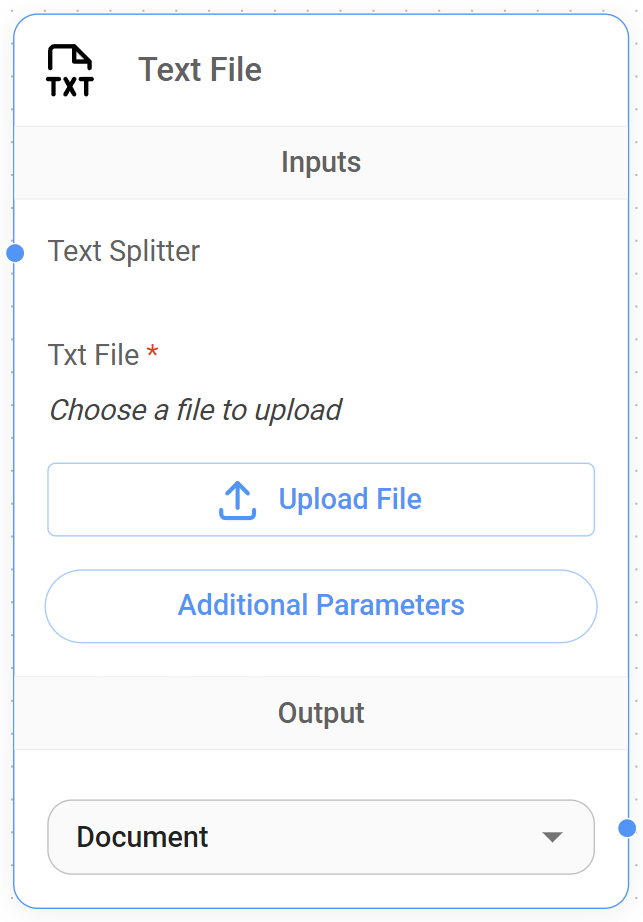 TXT
Text File
Inputs
Text Splitter
Txt File *
Choose a file to upload
Upload File
Additional Parameters
Output
Document